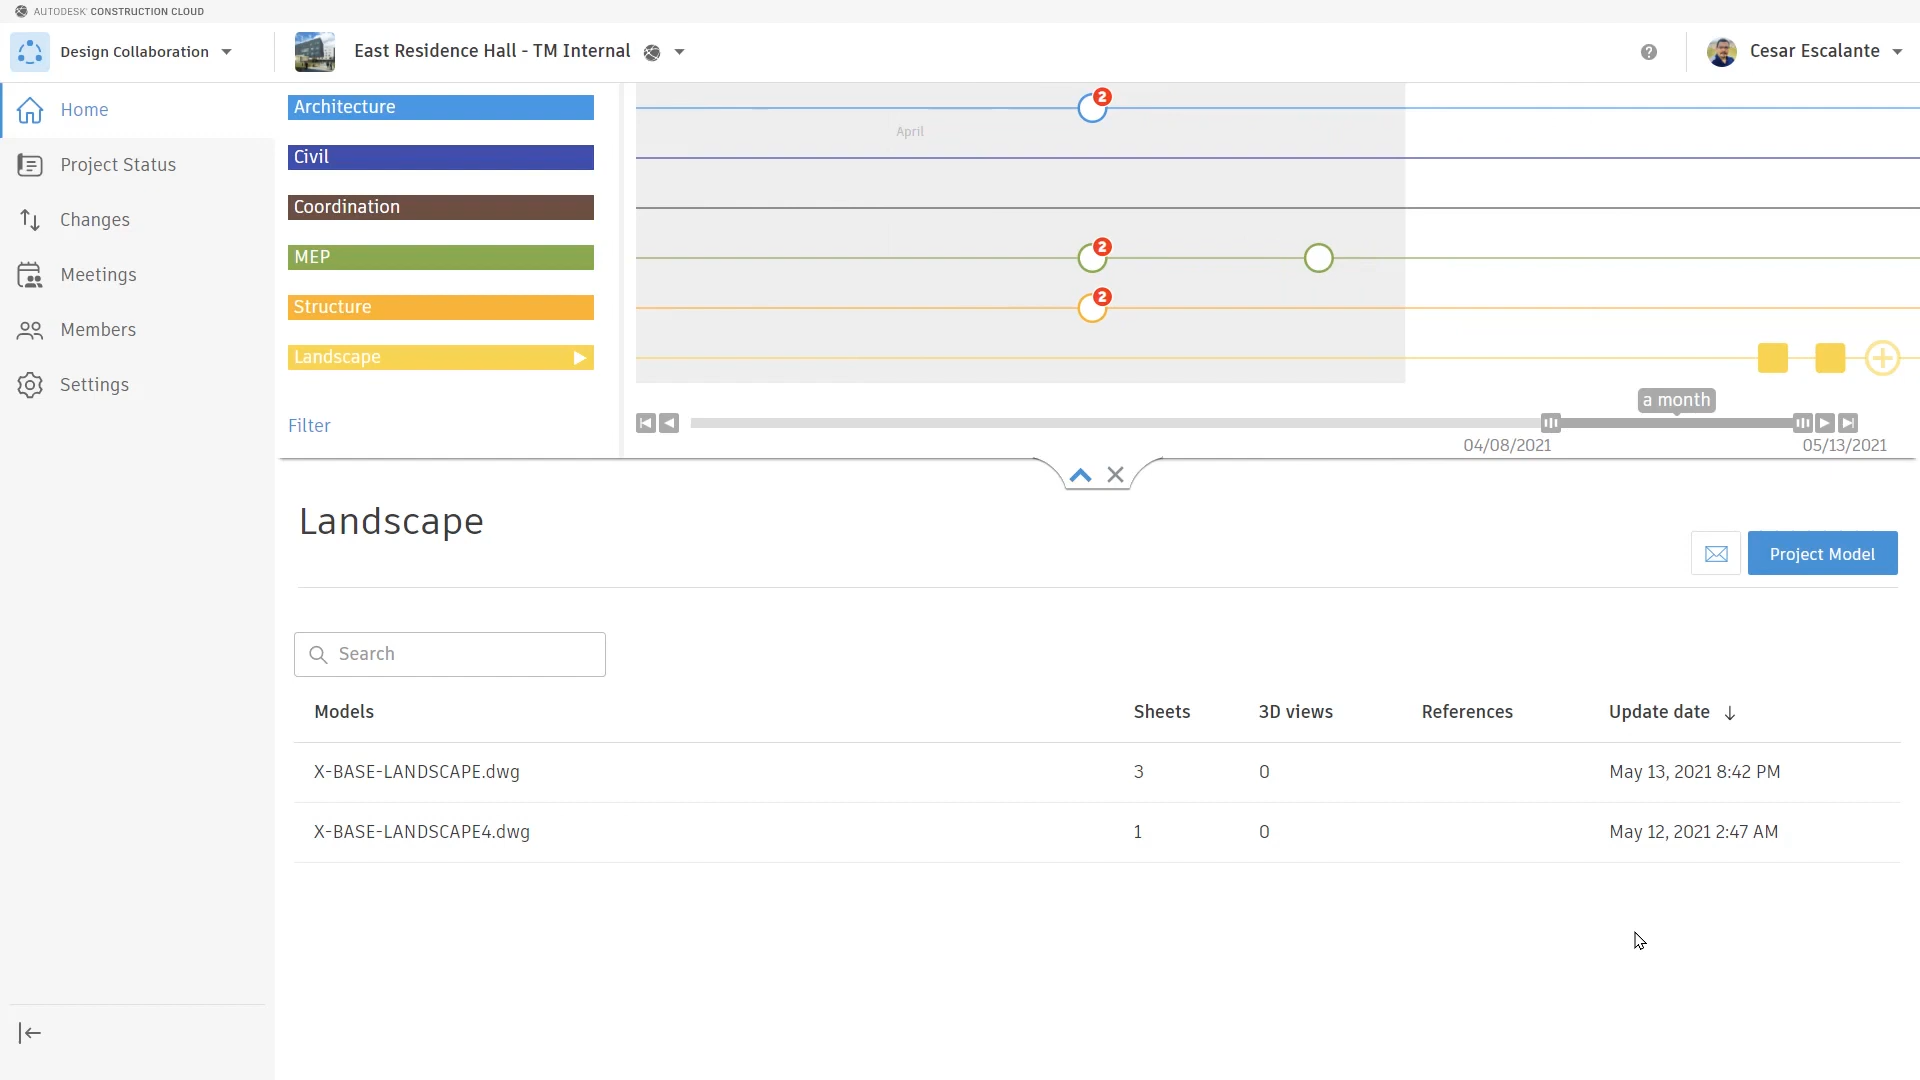 AUTODESK' CONSTRUCTION CLOUD
Design Collaboration
East Residence Hall - TM Internal
Cesar Escalante
Home
Project Status
Changes
Meetings
Members
Settings
Architecture
Civil
Coordination
MEP
Structure
Landscape
Filter
2
April
2
2
a month
04/08/2021
05/13/2021
Landscape
Project Model
Search
Models Sheets 3D views References Update date
X-BASE-LANDSCAPE.dwg 3 0 May 13, 2021 8:42 PM
X-BASE-LANDSCAPE4.dwg 1 0 May 12, 2021 2:47 AM